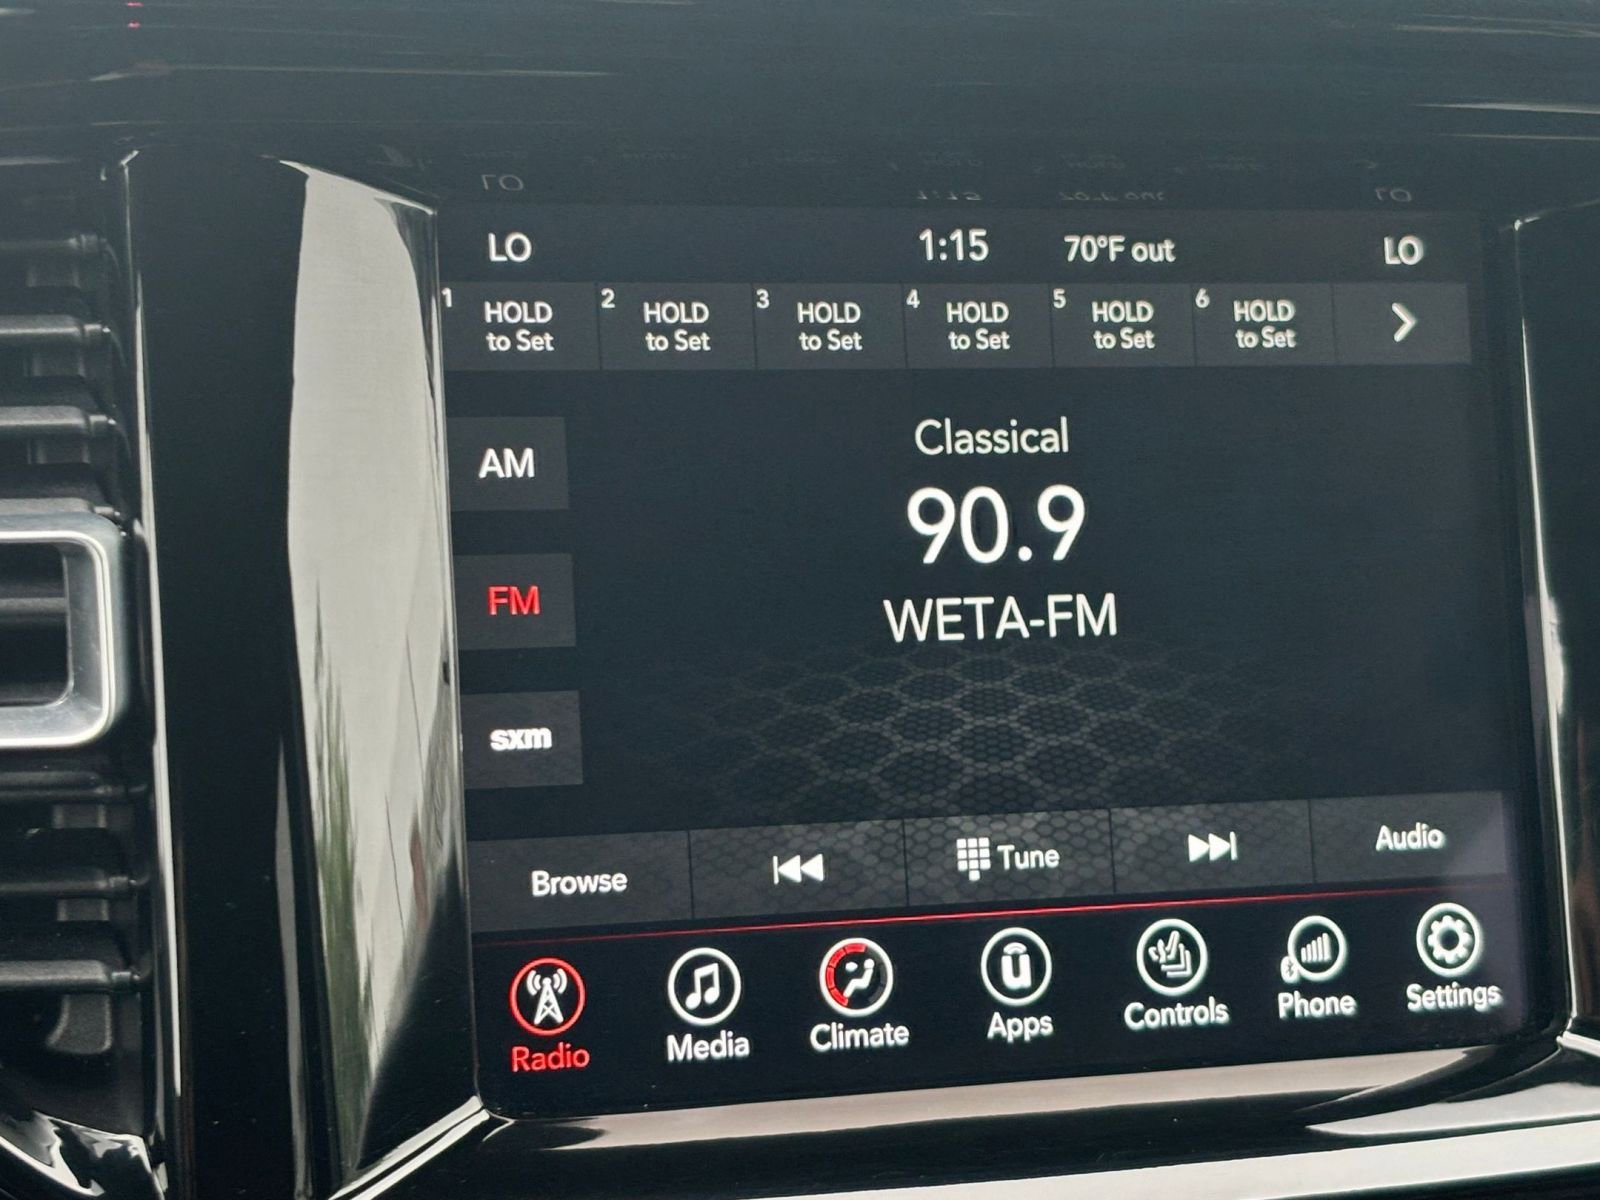 LO 1:15 70°F out LO
1 HOLD to Set
2 HOLD to Set
3 HOLD to Set
4 HOLD to Set
5 HOLD to Set
6 HOLD to Set
AM
FM
sxm
Classical
90.9
WETA-FM
Browse
Tune
Audio
Radio
Media
Climate
Apps
Controls
Phone
Settings